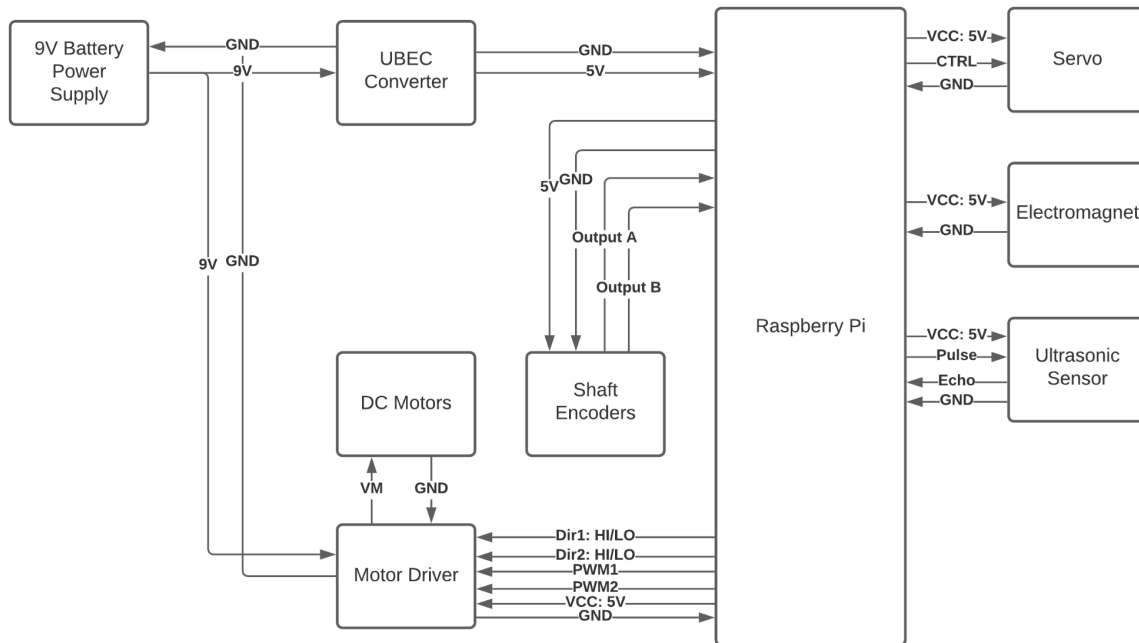 9V Battery
Power
Supply
GND
9V
UBEC
Converter
GND
5V
Raspberry Pi
VCC: 5V
CTRL
GND
Servo
5V
GND
Output A
Output B
VCC: 5V
GND
Electromagnet
9V
GND
VCC: 5V
Pulse
Echo
GND
Ultrasonic
Sensor
DC Motors
Shaft
Encoders
VM
GND
Motor Driver
Dir1: HI/LO
Dir2: HI/LO
PWM1
PWM2
VCC: 5V
GND